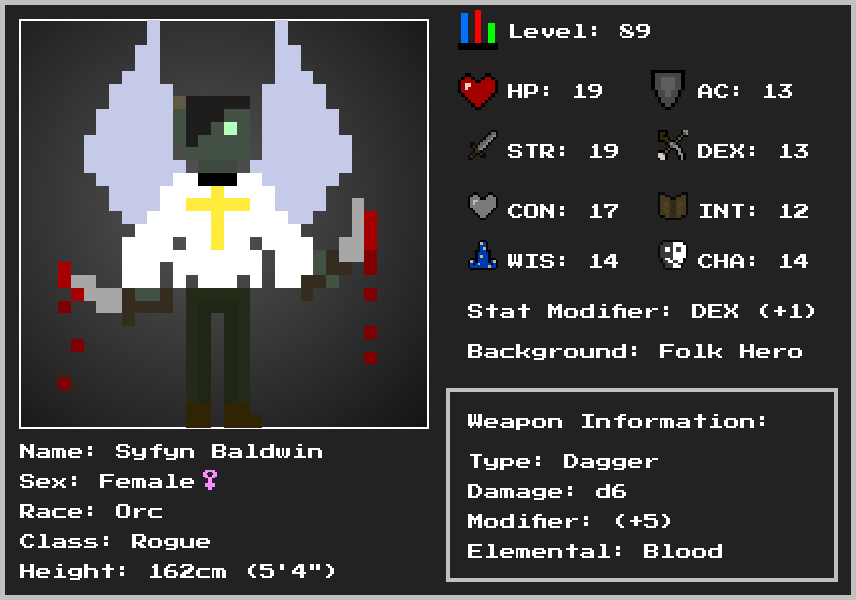 Level: 89
HP: 19
AC: 13
STR: 19
DEX: 13
CON: 17
INT: 12
WIS: 14
CHA: 14
Stat Modifier: DEX (+1)
Background: Folk Hero
Weapon Information:
Type: Dagger
Damage: d6
Modifier: (+5)
Elemental: Blood
Name: Syfyn Baldwin
Sex: Female♀
Race: Orc
Class: Rogue
Height: 162cm (5'4")